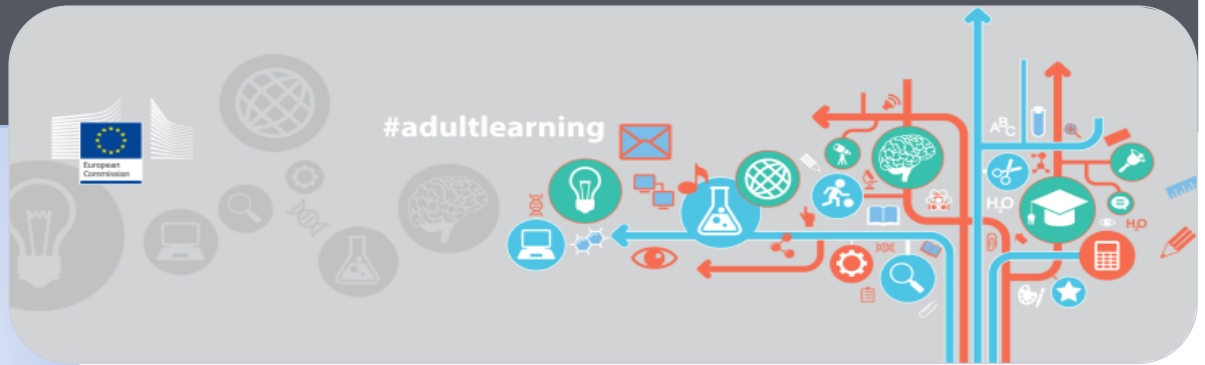 #adultlearning
European
Commission
ABC
H₂O
H₂O